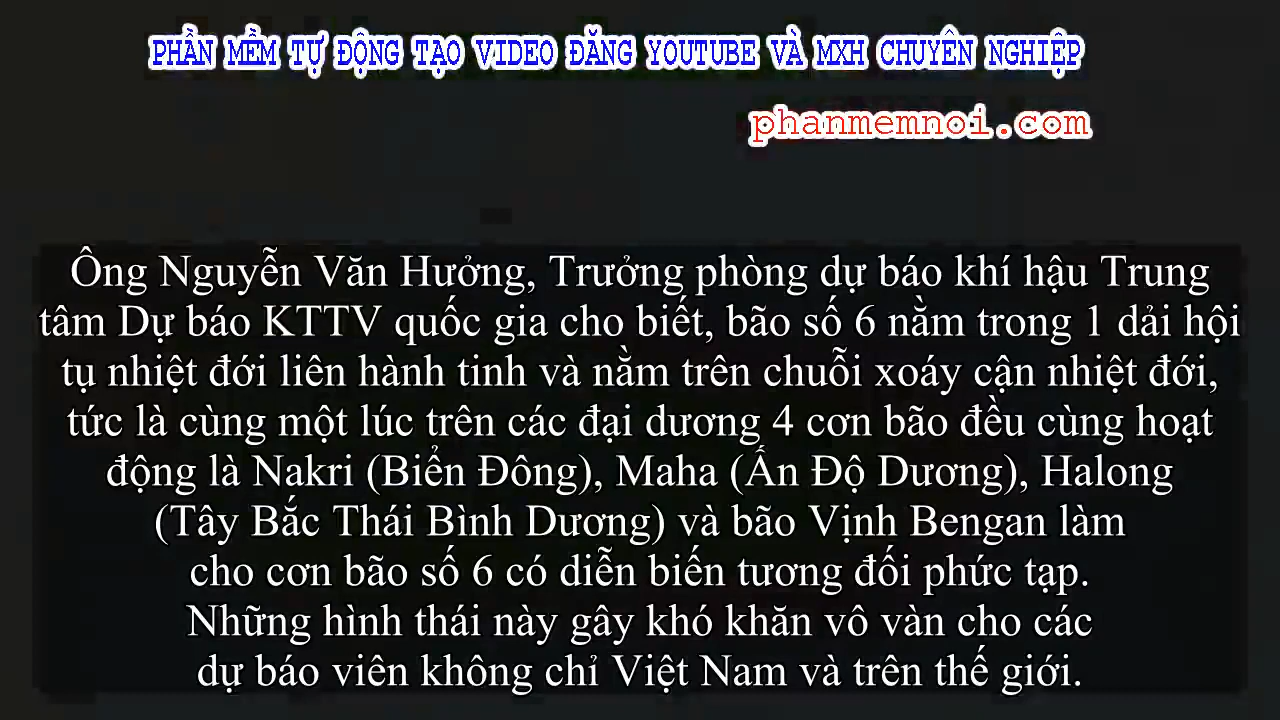 PHẦN MỀM TỰ ĐỘNG TẠO VIDEO ĐĂNG YOUTUBE VÀ MXH CHUYÊN NGHIỆP
phanmemnoi.com
Ông Nguyễn Văn Hưởng, Trưởng phòng dự báo khí hậu Trung
tâm Dự báo KTTV quốc gia cho biết, bão số 6 nằm trong 1 dải hội
tụ nhiệt đới liên hành tinh và nằm trên chuỗi xoáy cận nhiệt đới,
tức là cùng một lúc trên các đại dương 4 cơn bão đều cùng hoạt
động là Nakri (Biển Đông), Maha (Ấn Độ Dương), Halong
(Tây Bắc Thái Bình Dương) và bão Vịnh Bengan làm
cho cơn bão số 6 có diễn biến tương đối phức tạp.
Những hình thái này gây khó khăn vô vàn cho các
dự báo viên không chỉ Việt Nam và trên thế giới.